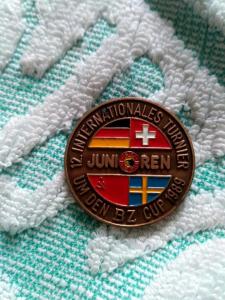 12. INTERNATIONALES TURNIER
JUNIOREN
UM DEN BZ CUP 1989